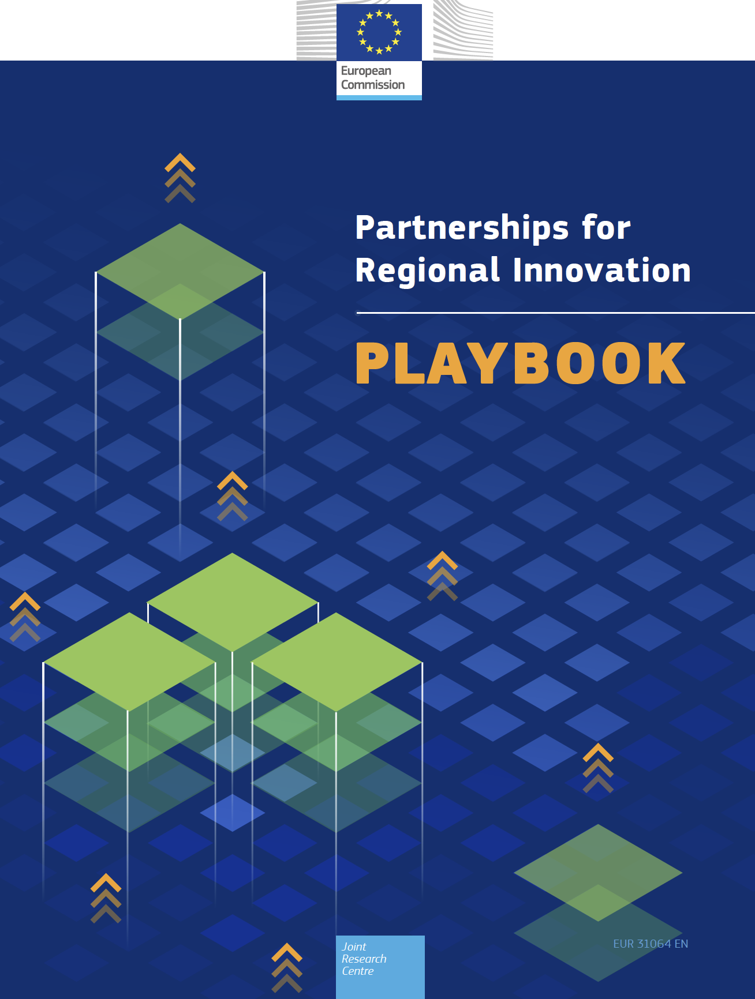 European
Commission
Partnerships for
Regional Innovation
PLAYBOOK
EUR 31064 EN
Joint
Research
Centre